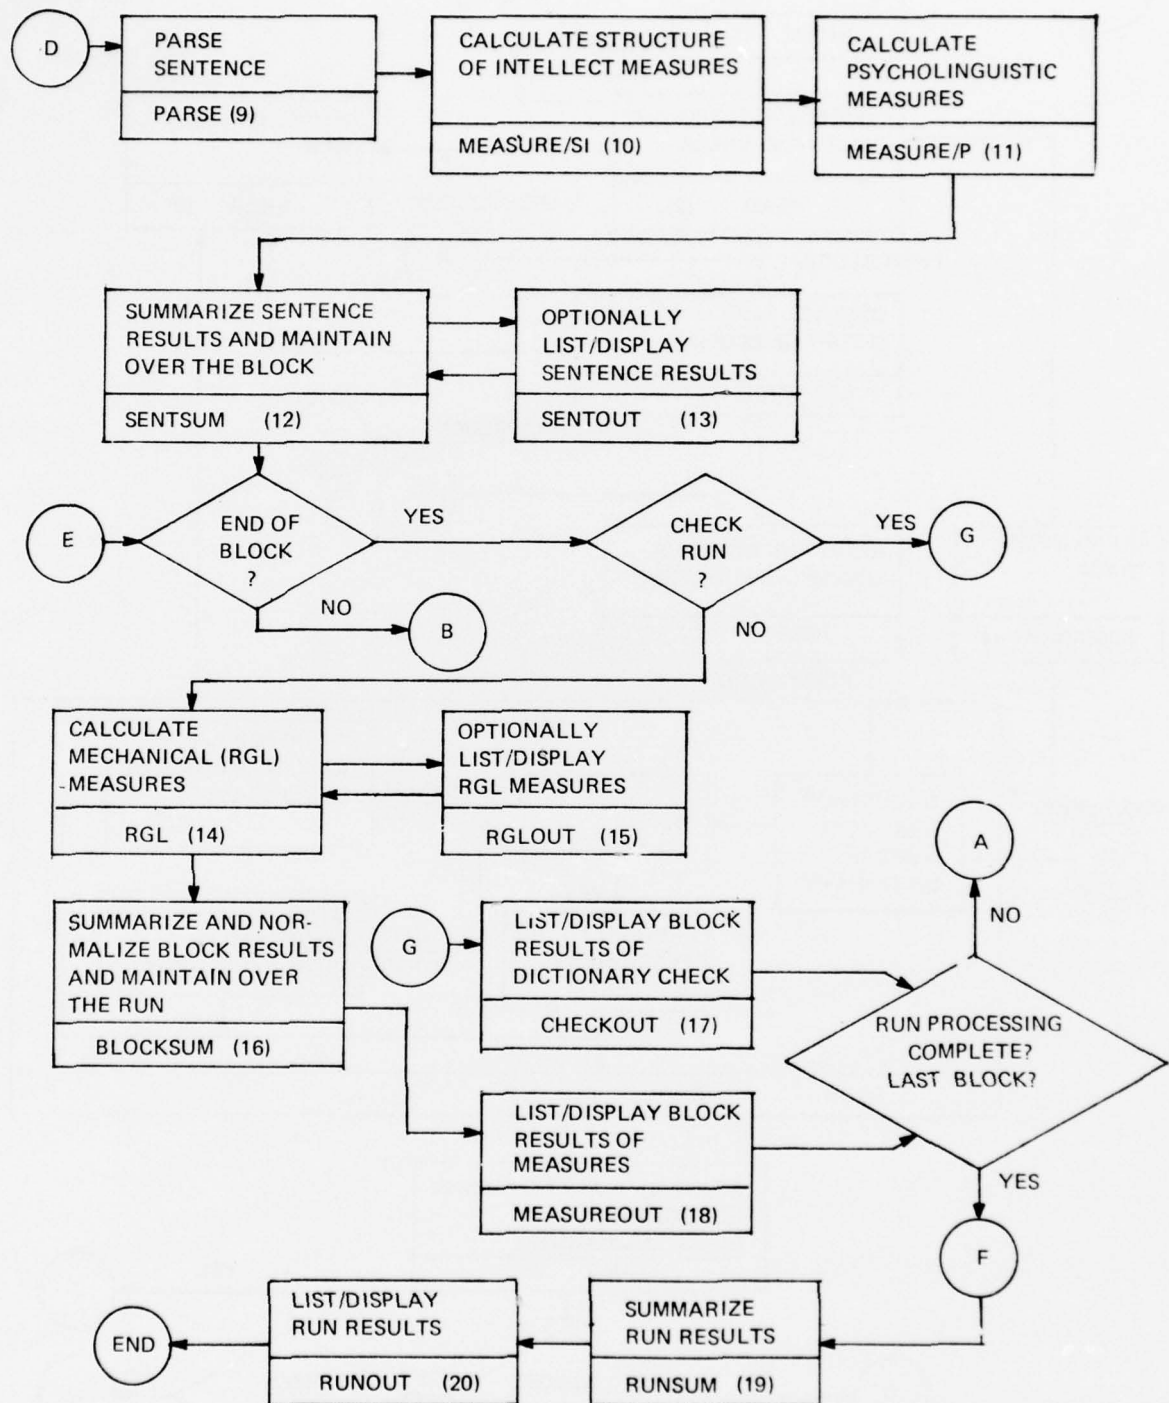 D
PARSE
SENTENCE
PARSE (9)
CALCULATE STRUCTURE
OF INTELLECT MEASURES
MEASURE/SI (10)
CALCULATE
PSYCHOLINGUISTIC
MEASURES
MEASURE/P (11)
SUMMARIZE SENTENCE
RESULTS AND MAINTAIN
OVER THE BLOCK
SENTSUM (12)
OPTIONALLY
LIST/DISPLAY
SENTENCE RESULTS
SENTOUT (13)
E
END OF
BLOCK
?
YES
NO
B
CHECK
RUN
?
YES
G
NO
CALCULATE
MECHANICAL (RGL)
MEASURES
RGL (14)
OPTIONALLY
LIST/DISPLAY
RGL MEASURES
RGLOUT (15)
SUMMARIZE AND NOR-
MALIZE BLOCK RESULTS
AND MAINTAIN OVER
THE RUN
BLOCKSUM (16)
G
LIST/DISPLAY BLOCK
RESULTS OF
DICTIONARY CHECK
CHECKOUT (17)
LIST/DISPLAY BLOCK
RESULTS OF
MEASURES
MEASUREOUT (18)
A
NO
RUN PROCESSING
COMPLETE?
LAST BLOCK?
YES
F
SUMMARIZE
RUN RESULTS
RUNSUM (19)
LIST/DISPLAY
RUN RESULTS
RUNOUT (20)
END